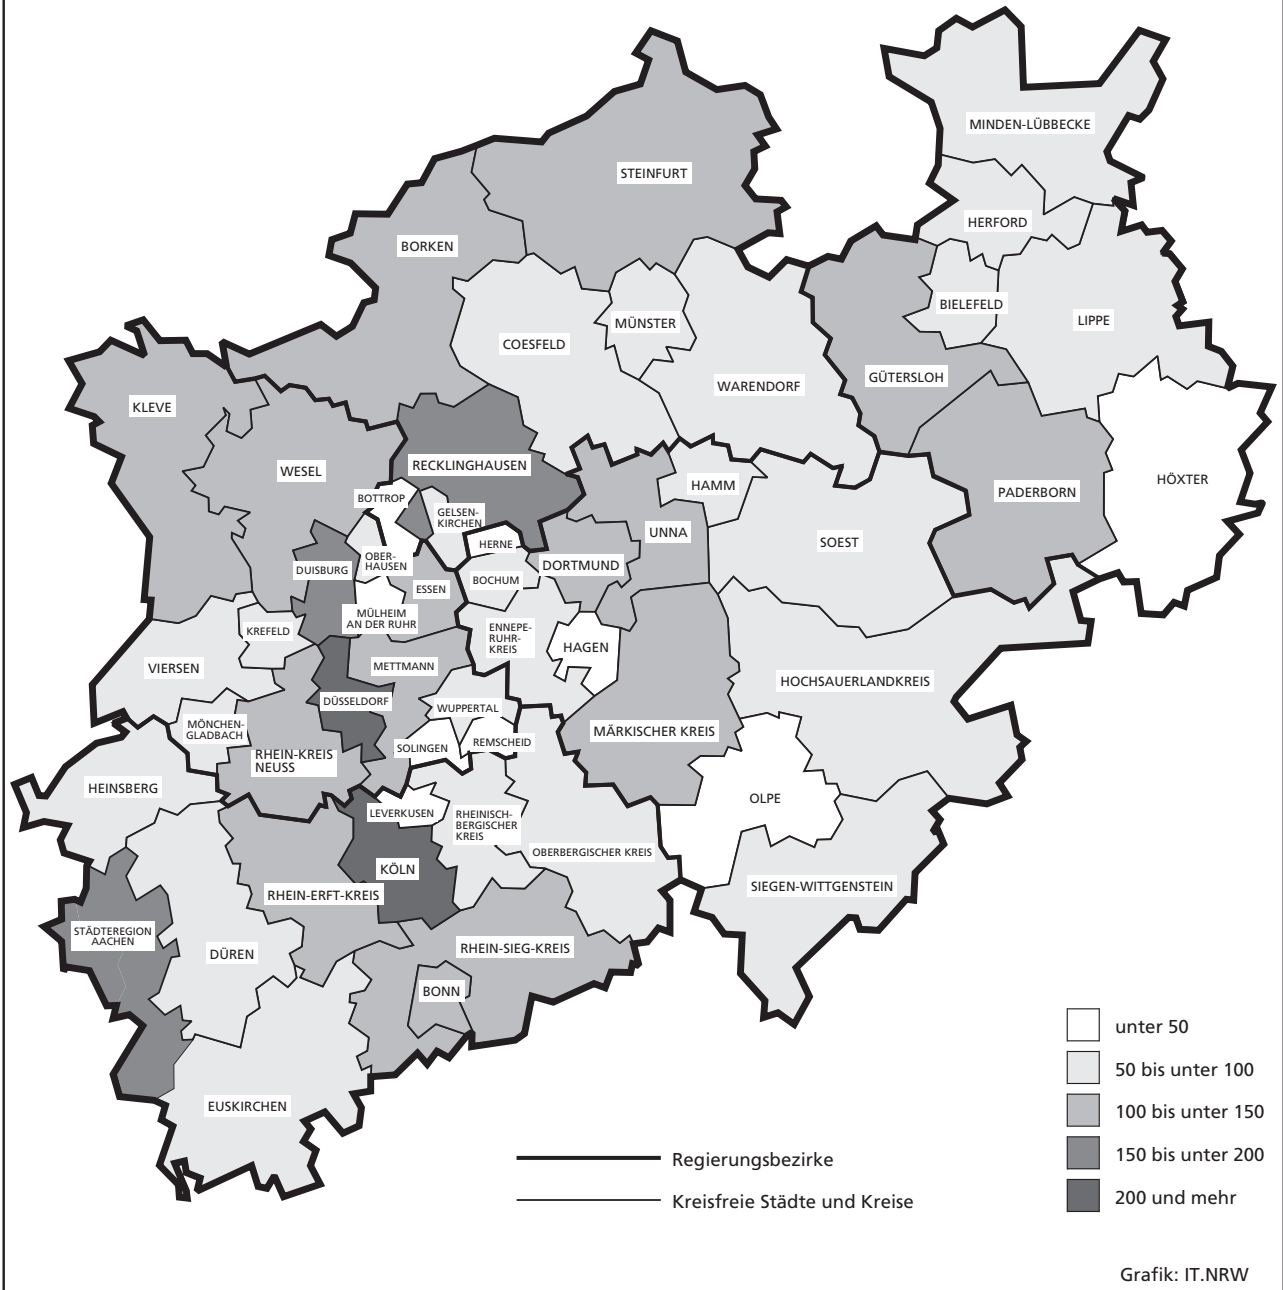 MINDEN-LÜBBECKE
STEINFURT
HERFORD
BORKEN
BIELEFELD
LIPPE
MÜNSTER
COESFELD
GÜTERSLOH
WARENDORF
KLEVE
RECKLINGHAUSEN
WESEL
HÖXTER
HAMM
PADERBORN
BOTTROP
GELSEN-
KIRCHEN
UNNA
SOEST
HERNE
OBER-
HAUSEN
DUISBURG
DORTMUND
BOCHUM
ESSEN
MÜLHEIM
AN DER RUHR
KREFELD
ENNEPE-
RUHR-
KREIS
HAGEN
VIERSEN
METTMANN
HOCHSAUERLANDKREIS
DÜSSELDORF
WUPPERTAL
MÖNCHEN-
GLADBACH
MÄRKISCHER KREIS
SOLINGEN
REMSCHEID
RHEIN-KREIS
NEUSS
HEINSBERG
OLPE
LEVERKUSEN
RHEINISCH-
BERGISCHER
KREIS
OBERBERGISCHER KREIS
KÖLN
SIEGEN-WITTGENSTEIN
RHEIN-ERFT-KREIS
STÄDTEREGION
AACHEN
RHEIN-SIEG-KREIS
DÜREN
BONN
EUSKIRCHEN
unter 50
50 bis unter 100
100 bis unter 150
150 bis unter 200
200 und mehr
Regierungsbezirke
Kreisfreie Städte und Kreise
Grafik: IT.NRW